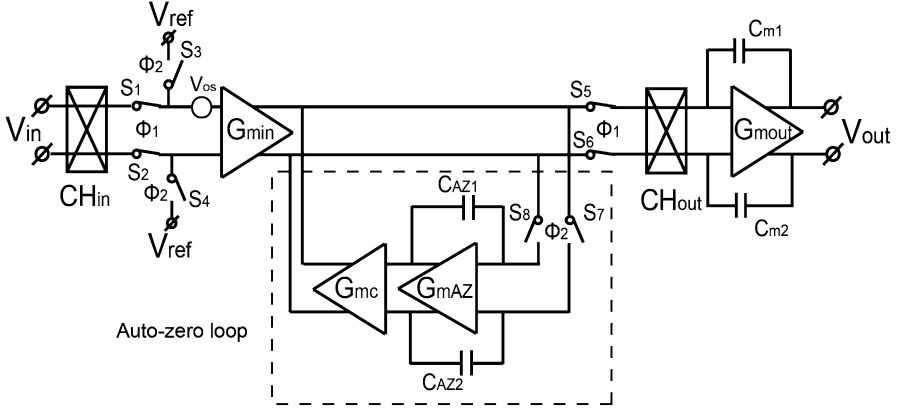 Vref
Φ2
S3
Vos
S1
Vin
Φ1
Gmin
S2
CHin
Φ2
S4
Vref
S5
Φ1
S6
CHout
Cm1
Gmout
Vout
Cm2
CAZ1
S8
Φ2
S7
Gmc
GmAZ
Auto-zero loop
CAZ2